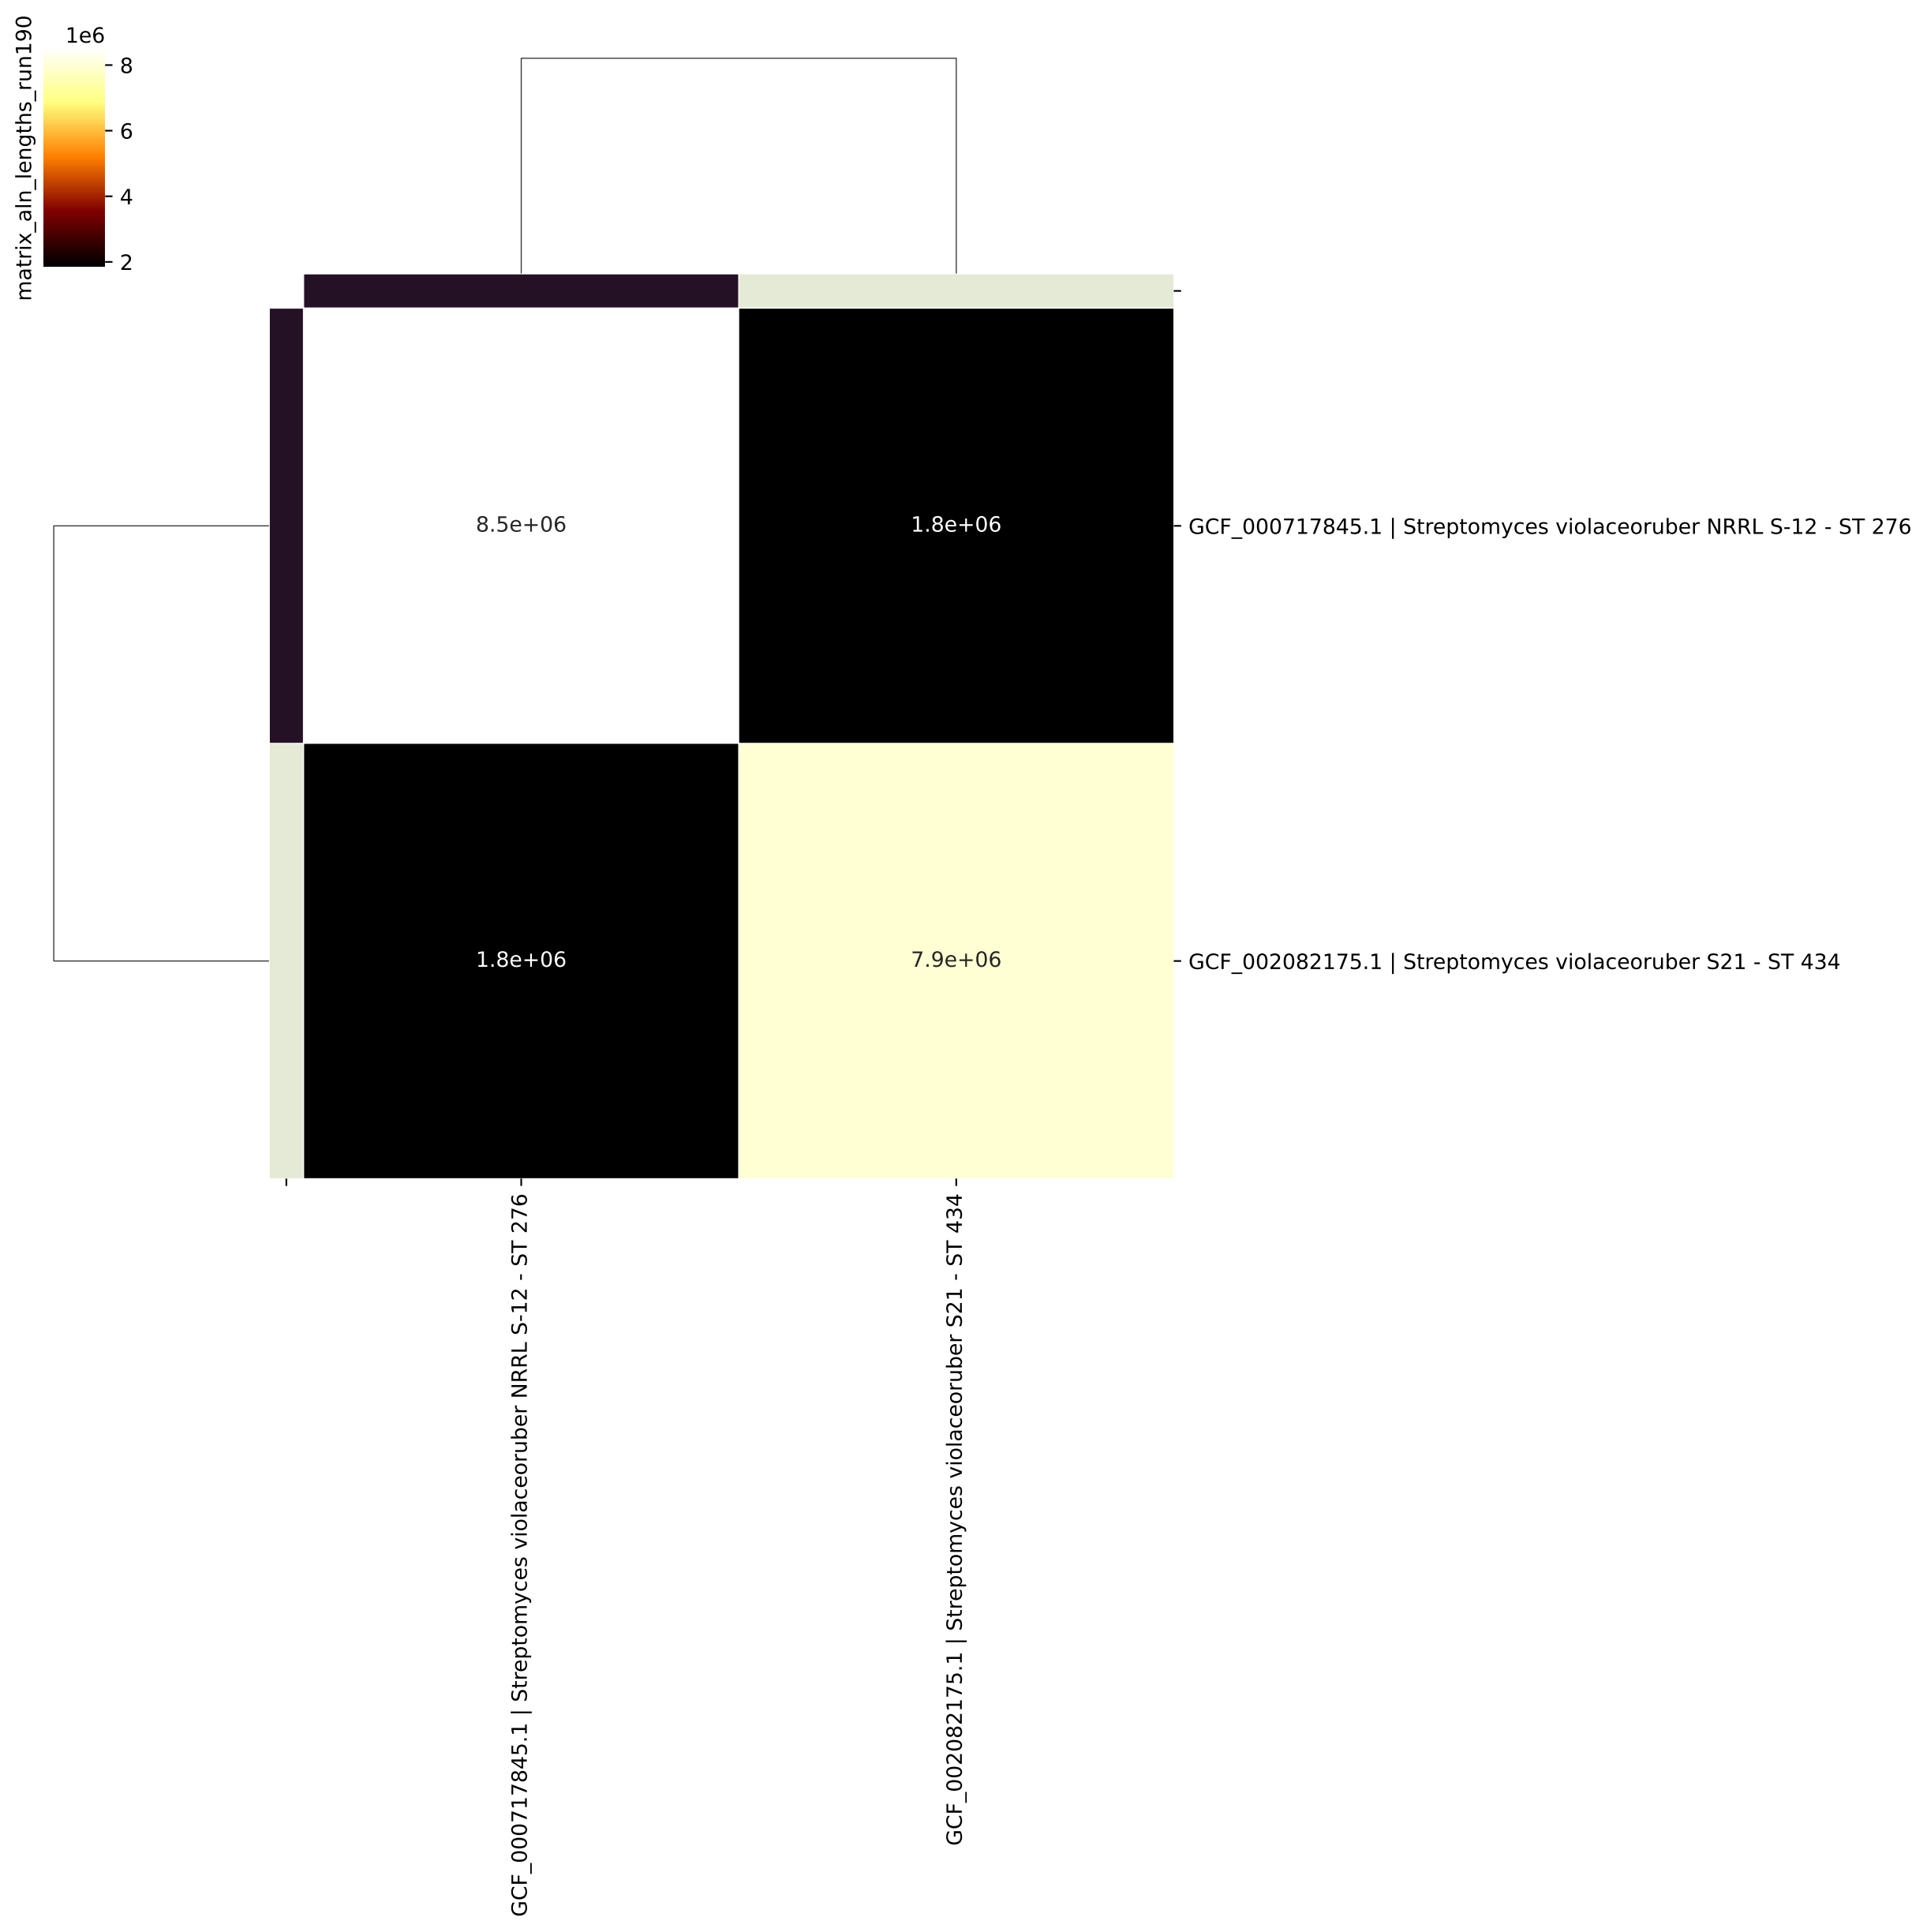 matrix_aln_lengths_run190
1e6
8
6
4
2
8.5e+06
1.8e+06
GCF_000717845.1 | Streptomyces violaceoruber NRRL S-12 - ST 276
1.8e+06
7.9e+06
GCF_002082175.1 | Streptomyces violaceoruber S21 - ST 434
GCF_000717845.1 | Streptomyces violaceoruber NRRL S-12 - ST 276
GCF_002082175.1 | Streptomyces violaceoruber S21 - ST 434